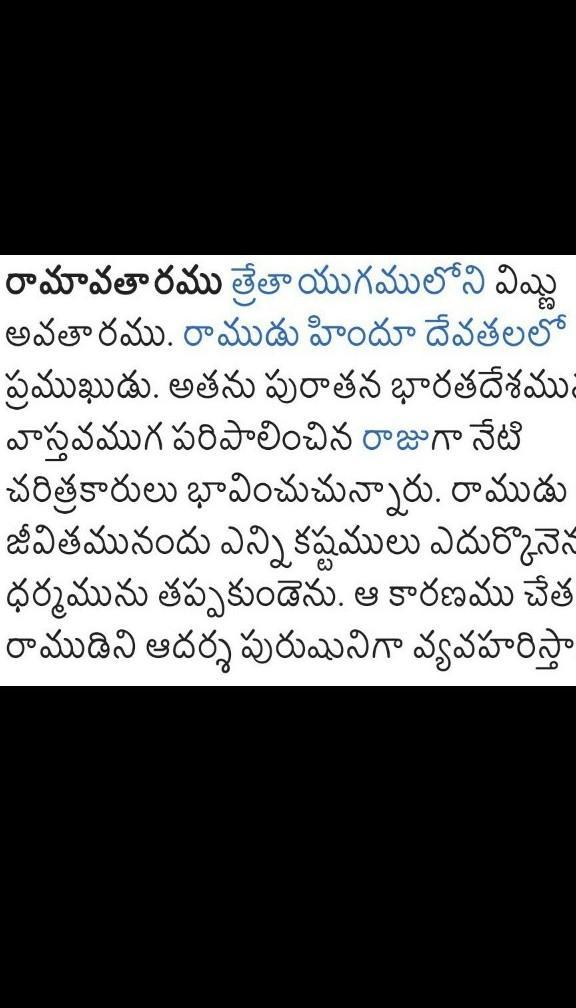 రామావతారము త్రేతాయుగములోని విష్ణు
అవతారము. రాముడు హిందూ దేవతలలో
ప్రముఖుడు. అతను పురాతన భారతదేశము
వాస్తవముగ పరిపాలించిన రాజుగా నేటి
చరిత్రకారులు భావించుచున్నారు. రాముడు
జీవితమునందు ఎన్ని కష్టములు ఎదుర్కొనెన
ధర్మమును తప్పకుండెను. ఆ కారణము చేత
రాముడిని ఆదర్శ పురుషునిగా వ్యవహరిస్తా